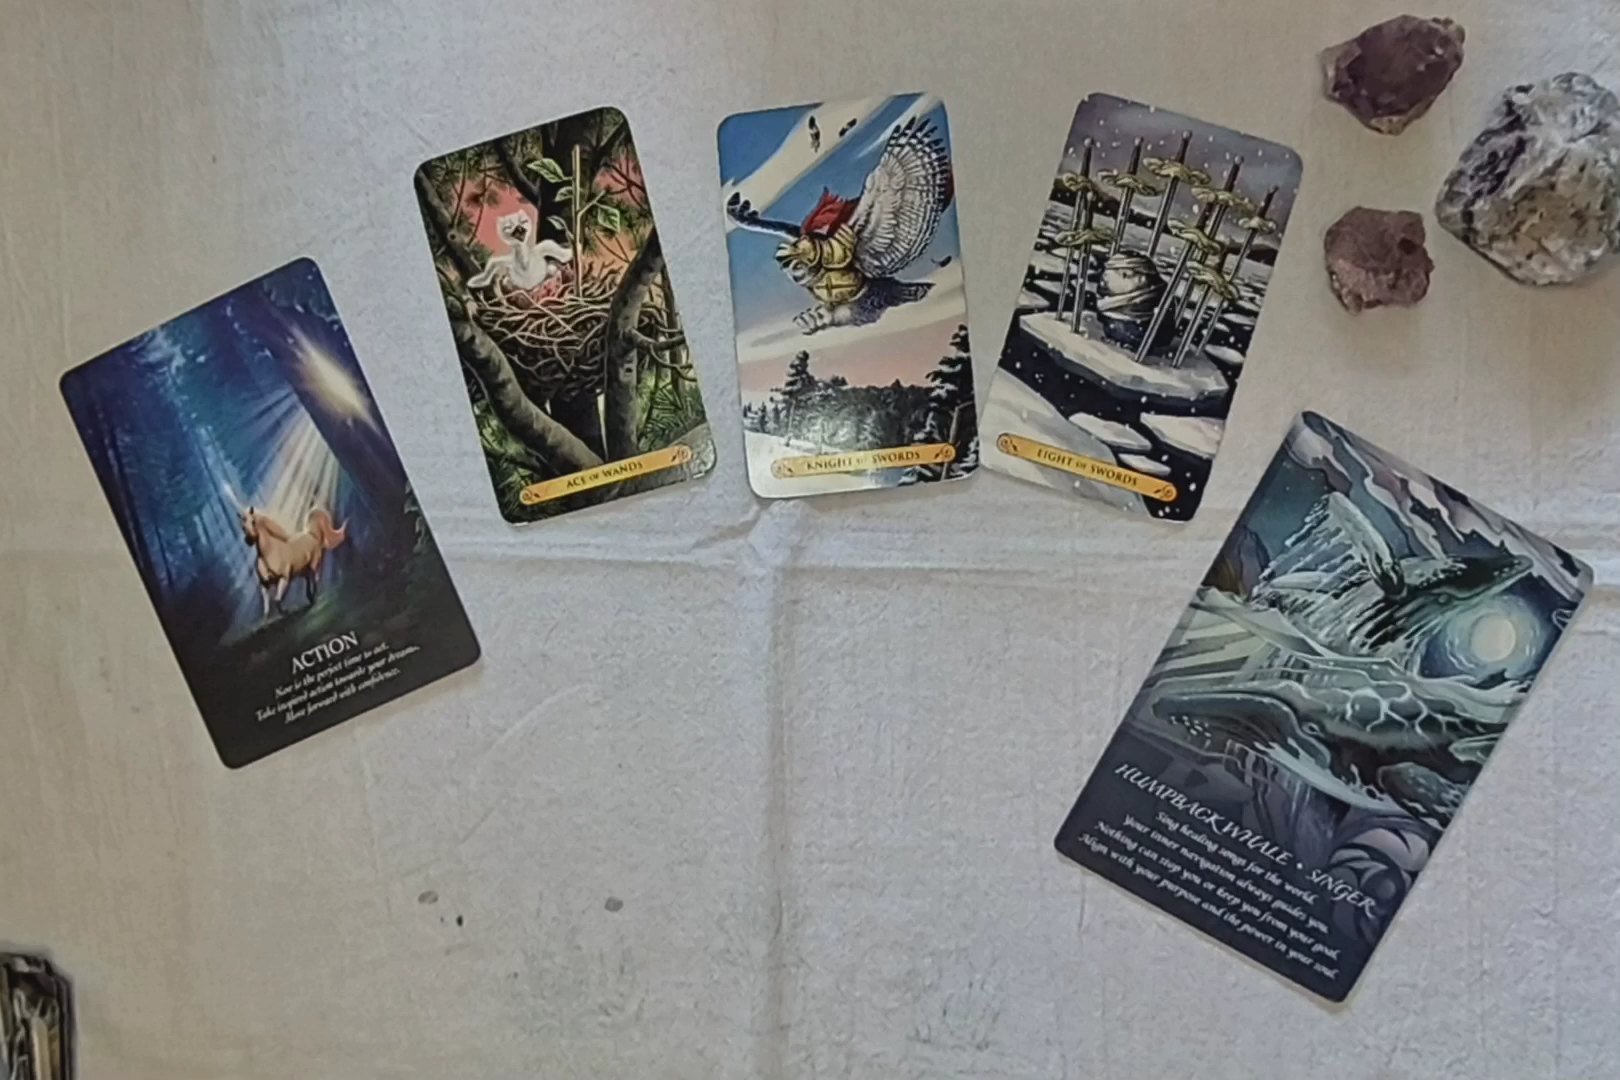 ACE OF WANDS
KNIGHT OF SWORDS
EIGHT OF SWORDS
ACTION
Now is the perfect time to act.
Take inspired action towards your dreams.
Move forward with confidence.
HUMPBACK WHALE • SINGER
Sing healing songs for the world.
Your inner navigation always guides you.
Nothing can stop you or keep you from your goal.
Align with your purpose and the power in your soul.